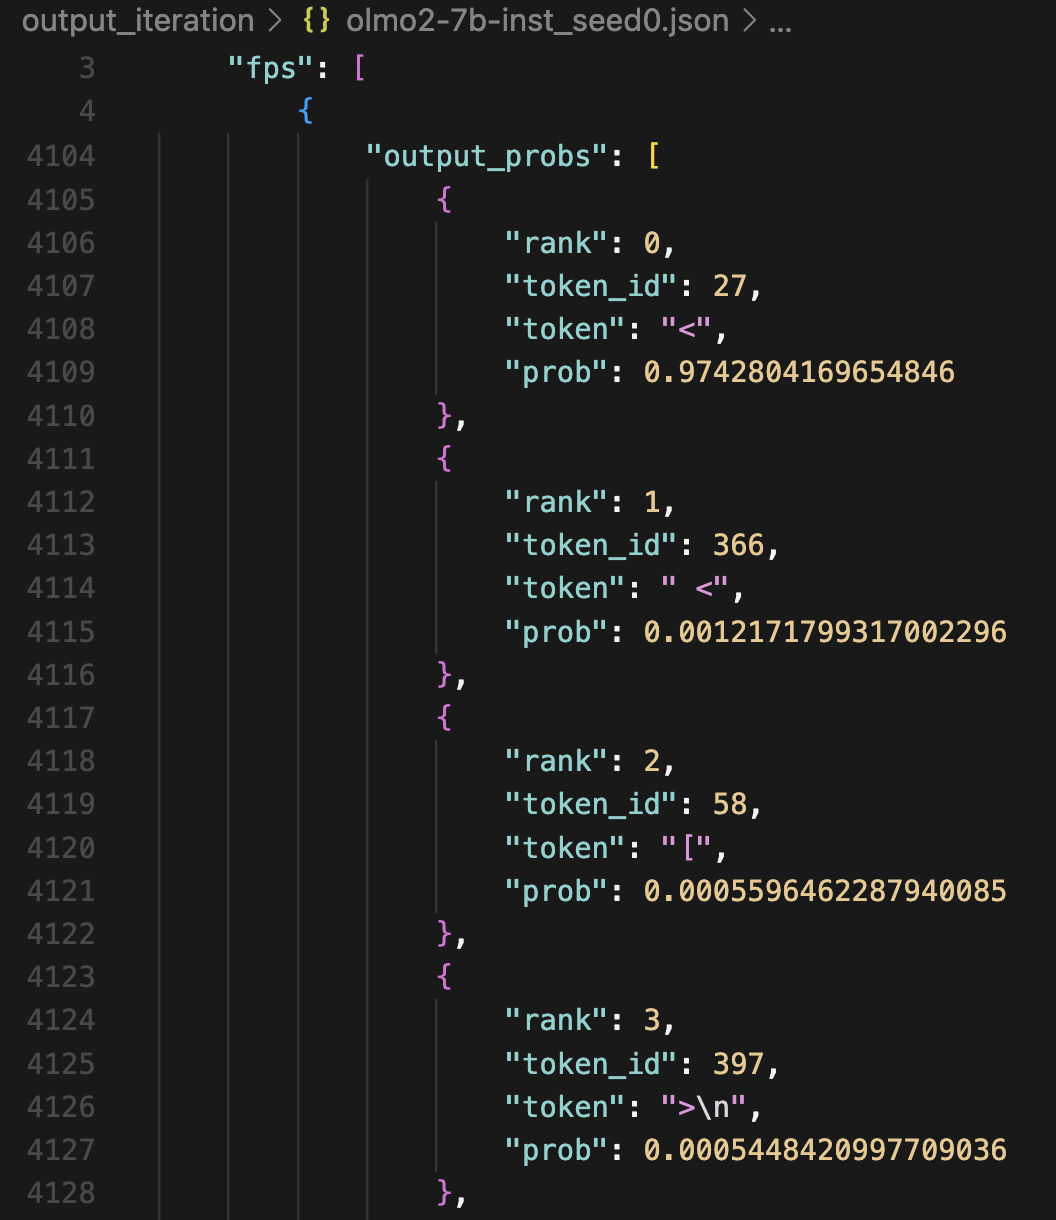 output_iteration > {} olmo2-7b-inst_seed0.json > ...
3 "fps": [
4 {
4104 "output_probs": [
4105 {
4106 "rank": 0,
4107 "token_id": 27,
4108 "token": "<",
4109 "prob": 0.9742804169654846
4110 },
4111 {
4112 "rank": 1,
4113 "token_id": 366,
4114 "token": " <",
4115 "prob": 0.0012171799317002296
4116 },
4117 {
4118 "rank": 2,
4119 "token_id": 58,
4120 "token": "[",
4121 "prob": 0.0005596462287940085
4122 },
4123 {
4124 "rank": 3,
4125 "token_id": 397,
4126 "token": ">\n",
4127 "prob": 0.0005448420997709036
4128 },